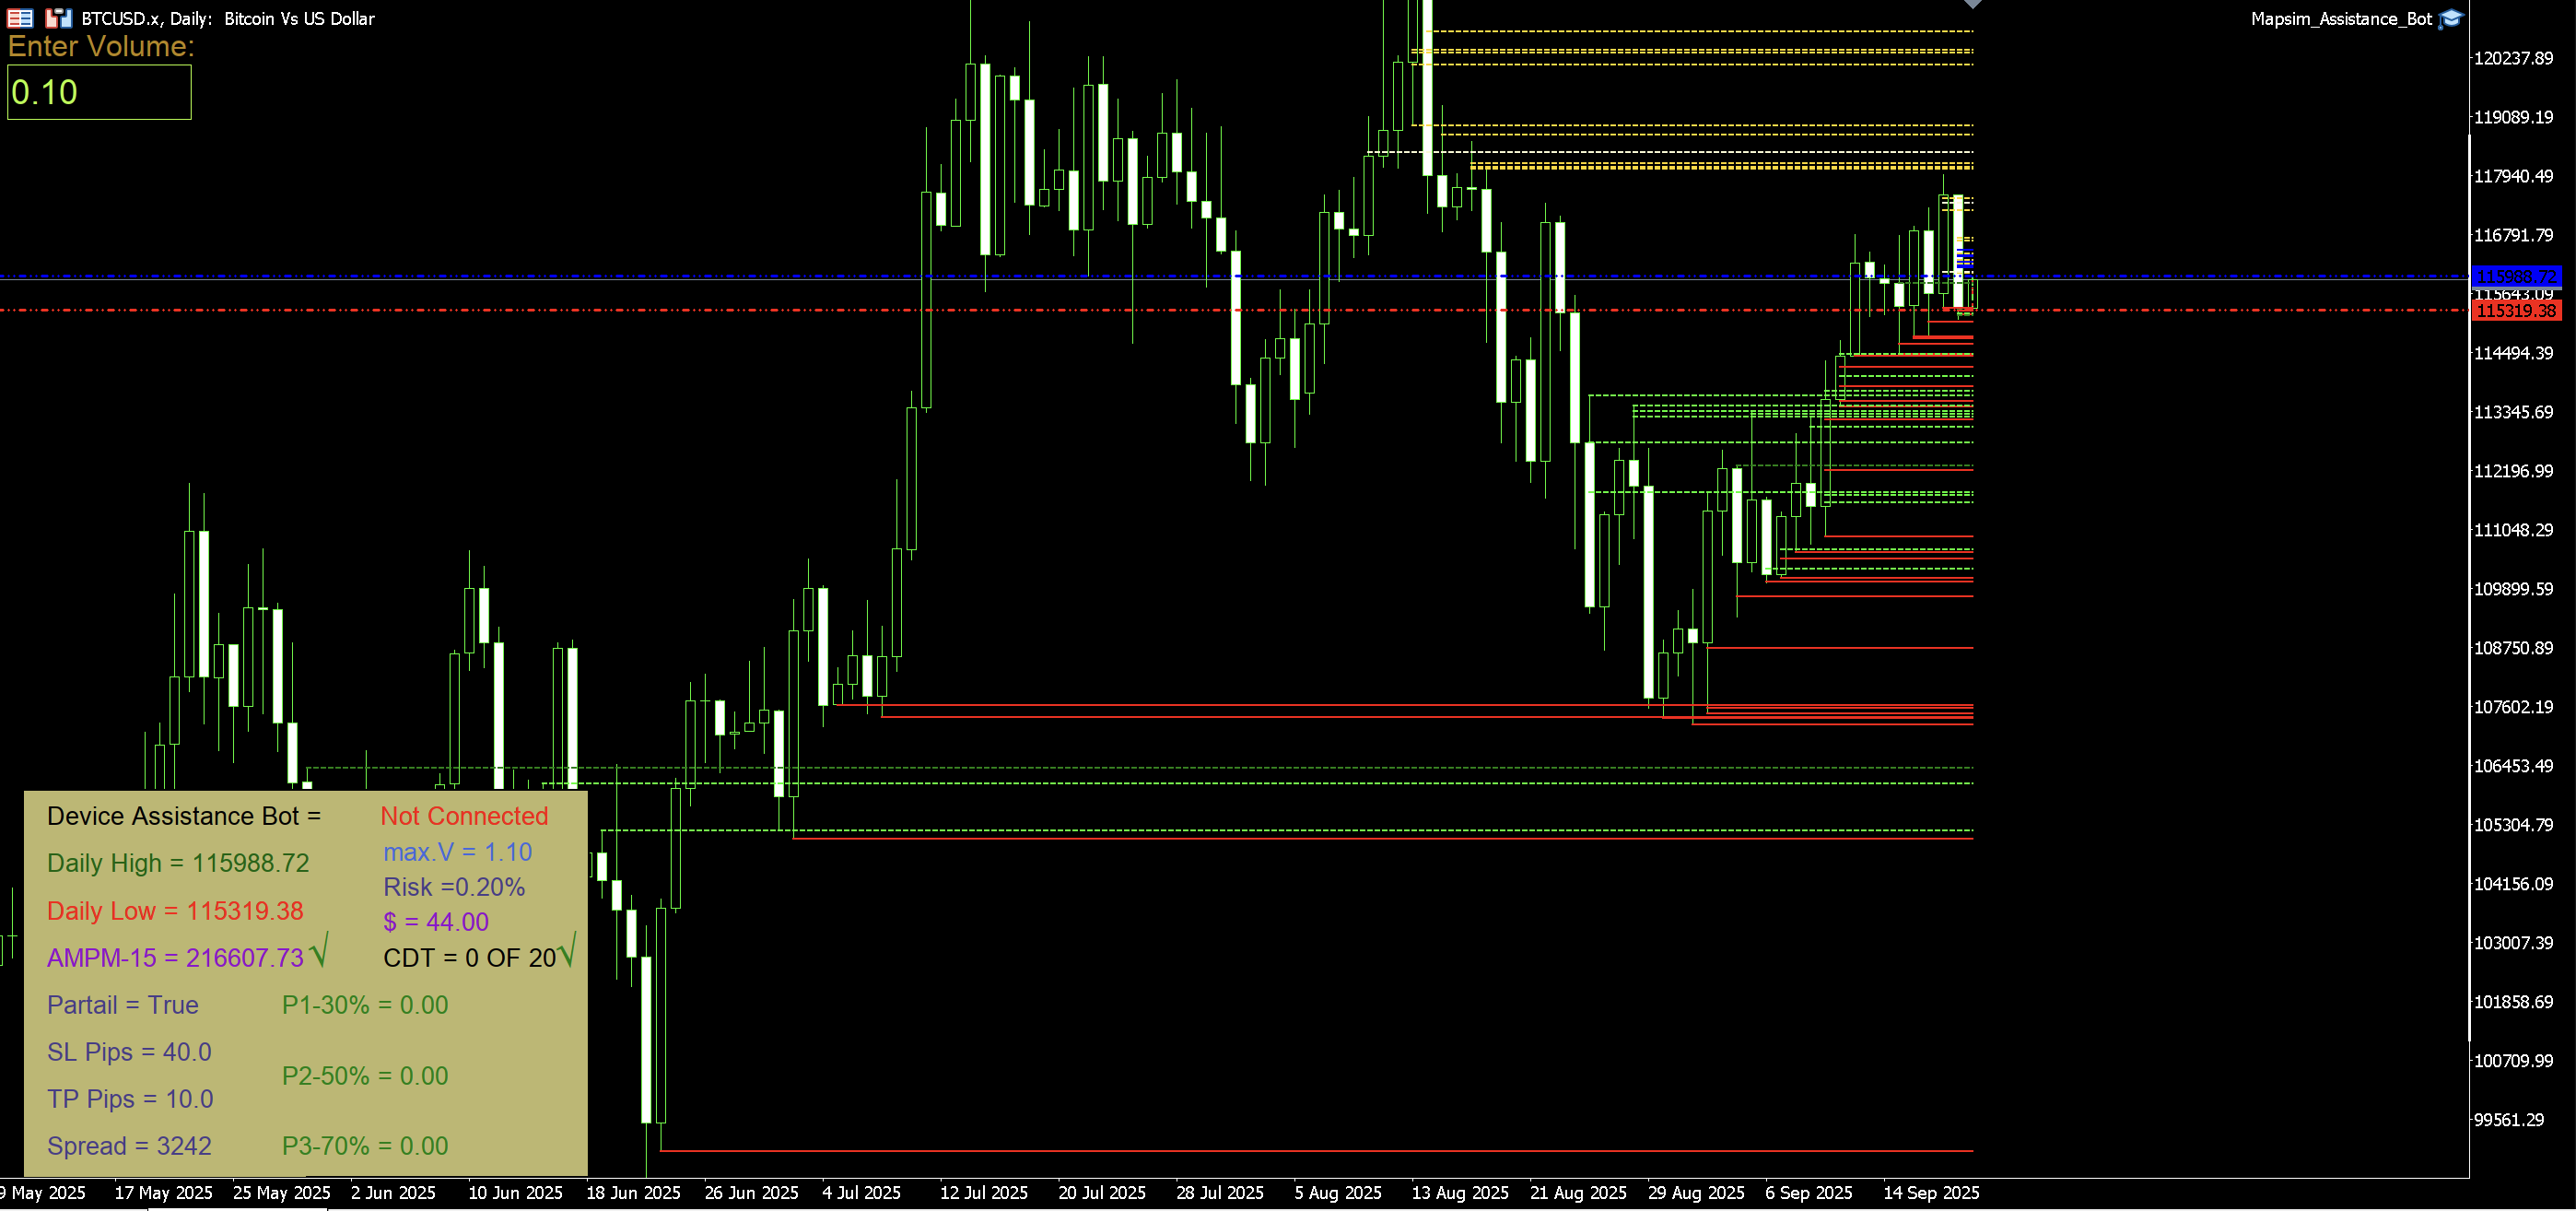 BTCUSD.x, Daily: Bitcoin Vs US Dollar
Mapsim_Assistance_Bot
Enter Volume:
0.10
120237.89
119089.19
117940.49
116791.79
115988.72
115643.09
115319.38
114494.39
113345.69
112196.99
111048.29
109899.59
108750.89
107602.19
106453.49
105304.79
104156.09
103007.39
101858.69
100709.99
99561.29
Device Assistance Bot = Not Connected
max.V = 1.10
Daily High = 115988.72
Risk =0.20%
Daily Low = 115319.38
$ = 44.00
AMPM-15 = 216607.73√ CDT = 0 OF 20√
Partail = True P1-30% = 0.00
SL Pips = 40.0
P2-50% = 0.00
TP Pips = 10.0
Spread = 3242 P3-70% = 0.00
9 May 2025 17 May 2025 25 May 2025 2 Jun 2025 10 Jun 2025 18 Jun 2025 26 Jun 2025 4 Jul 2025 12 Jul 2025 20 Jul 2025 28 Jul 2025 5 Aug 2025 13 Aug 2025 21 Aug 2025 29 Aug 2025 6 Sep 2025 14 Sep 2025